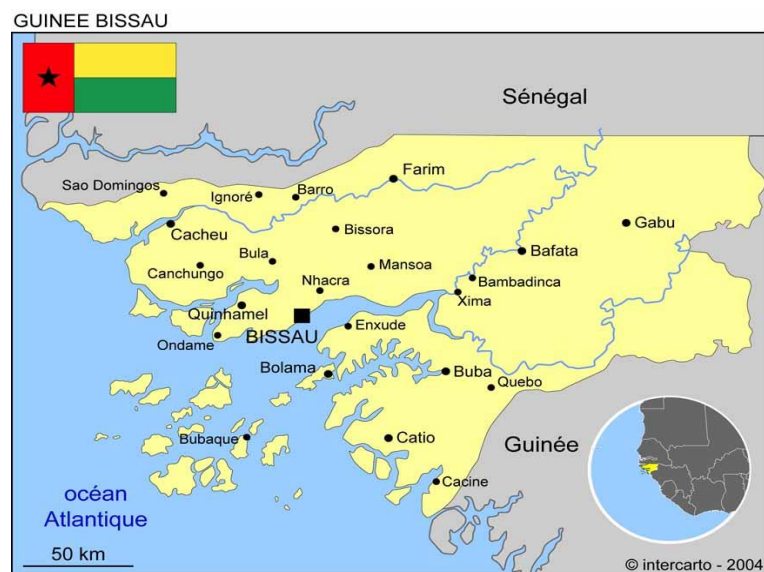 GUINEE BISSAU
Sénégal
Farim
Sao Domingos
Ignoré
Barro
Cacheu
Bissora
Gabu
Bula
Bafata
Canchungo
Mansoa
Nhacra
Bambadinca
Xima
Quinhamel
BISSAU
Enxude
Ondame
Bolama
Buba
Quebo
Bubaque
Catio
Guinée
Cacine
océan
Atlantique
50 km
© intercarto - 2004